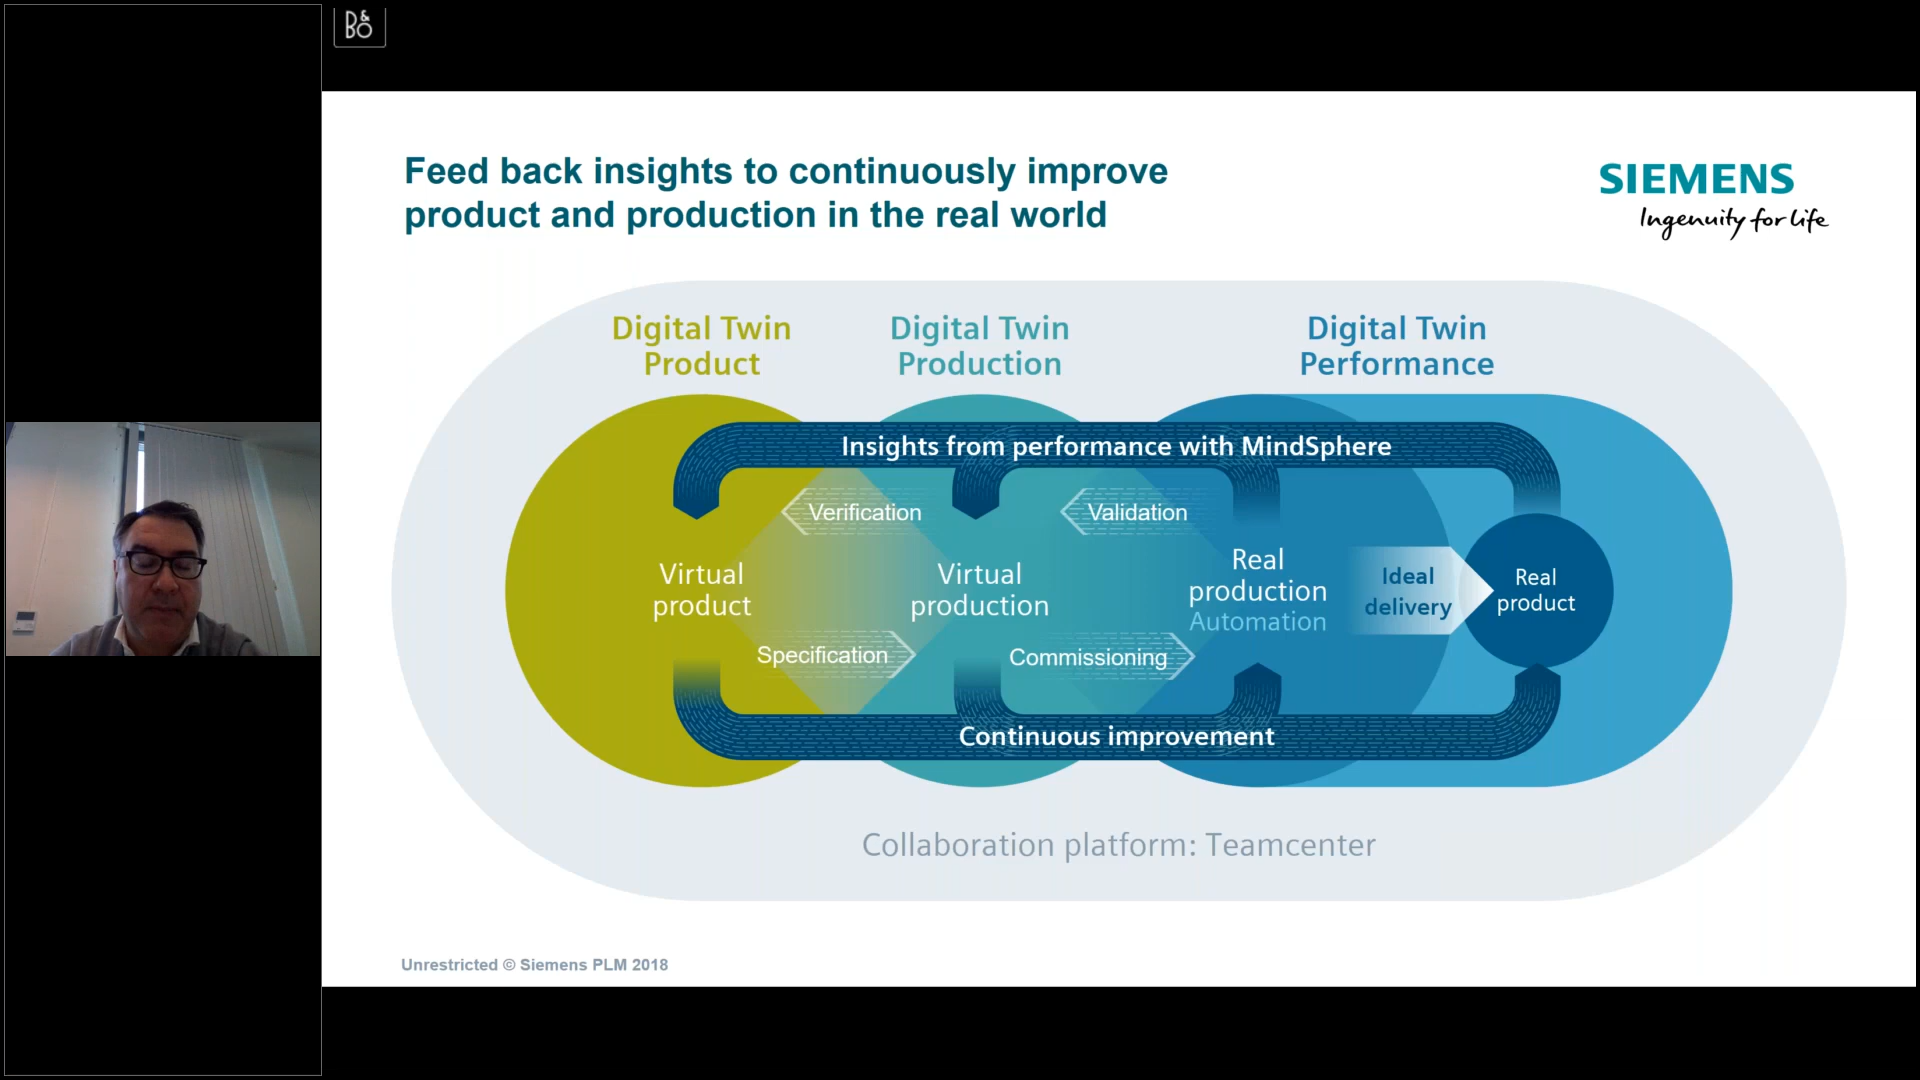 B&O
Feed back insights to continuously improve
product and production in the real world
SIEMENS
Ingenuity for life
Digital Twin
Product
Digital Twin
Production
Digital Twin
Performance
Insights from performance with MindSphere
Verification
Validation
Virtual
product
Virtual
production
Real
production
Automation
Ideal
delivery
Real
product
Specification
Commissioning
Continuous improvement
Collaboration platform: Teamcenter
Unrestricted © Siemens PLM 2018